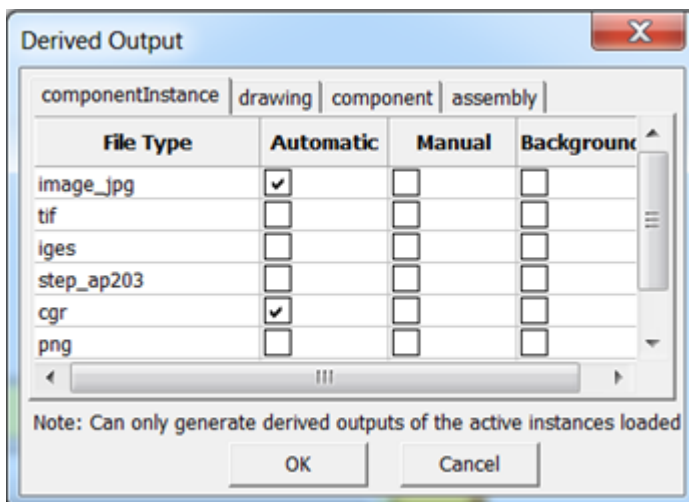 Derived Output
componentInstance drawing component assembly
File Type Automatic Manual Background
image_jpg
tif
iges
step_ap203
cgr
png
Note: Can only generate derived outputs of the active instances loaded
OK Cancel